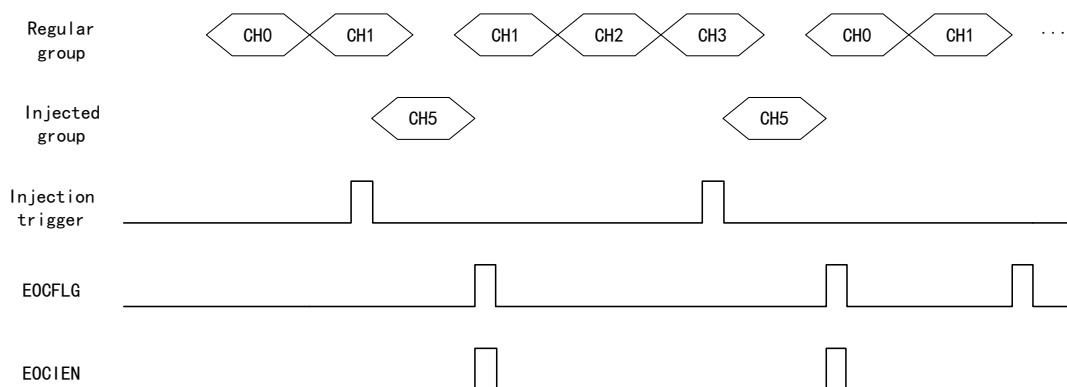 Regular
group
CH0 CH1 CH1 CH2 CH3 CH0 CH1 ...
Injected
group
CH5 CH5
Injection
trigger
EOCFLG
EOCIEN